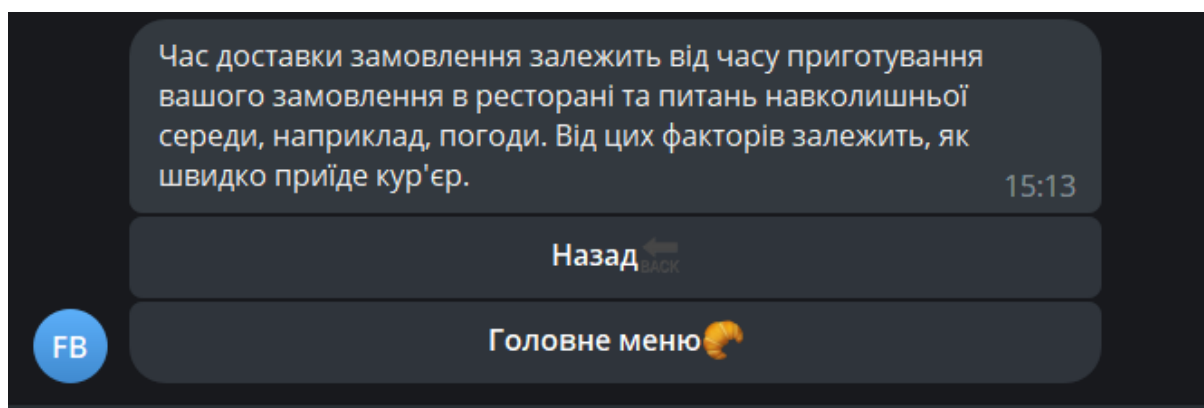 Час доставки замовлення залежить від часу приготування
вашого замовлення в ресторані та питань навколишньої
середи, наприклад, погоди. Від цих факторів залежить, як
швидко приїде кур'єр.
15:13
Назад🔙
FB
Головне меню🥐